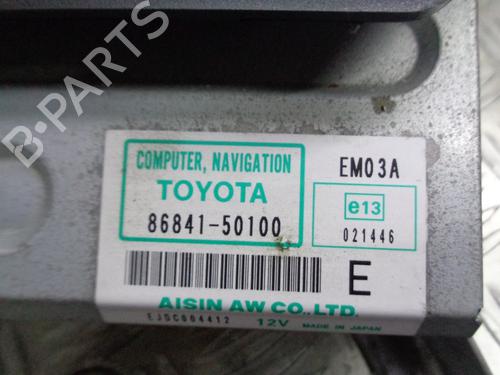 B-PARTS
COMPUTER, NAVIGATION
TOYOTA
86841-50100
EM03A
e13
021446
E
AISIN AW CO., LTD.
EJSC004412 12V MADE IN JAPAN